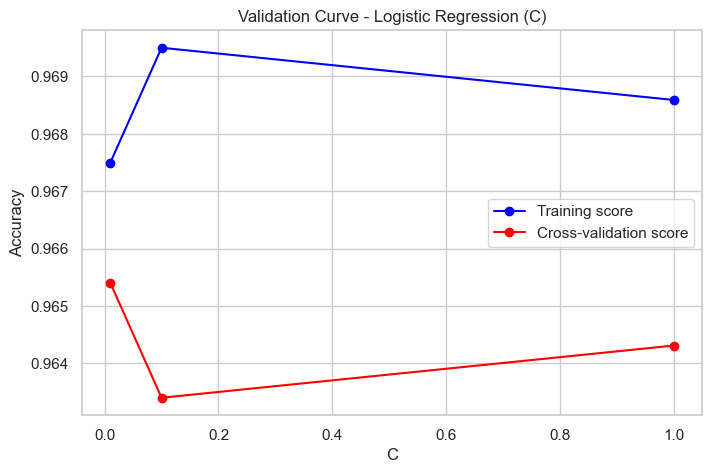 Validation Curve - Logistic Regression (C)
0.969
0.968
0.967
0.966
0.965
0.964
Accuracy
Training score
Cross-validation score
0.0 0.2 0.4 0.6 0.8 1.0
C